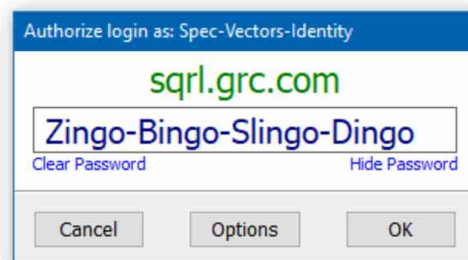 Authorize login as: Spec-Vectors-Identity
sqrl.grc.com
Zingo-Bingo-Slingo-Dingo
Clear Password Hide Password
Cancel Options OK